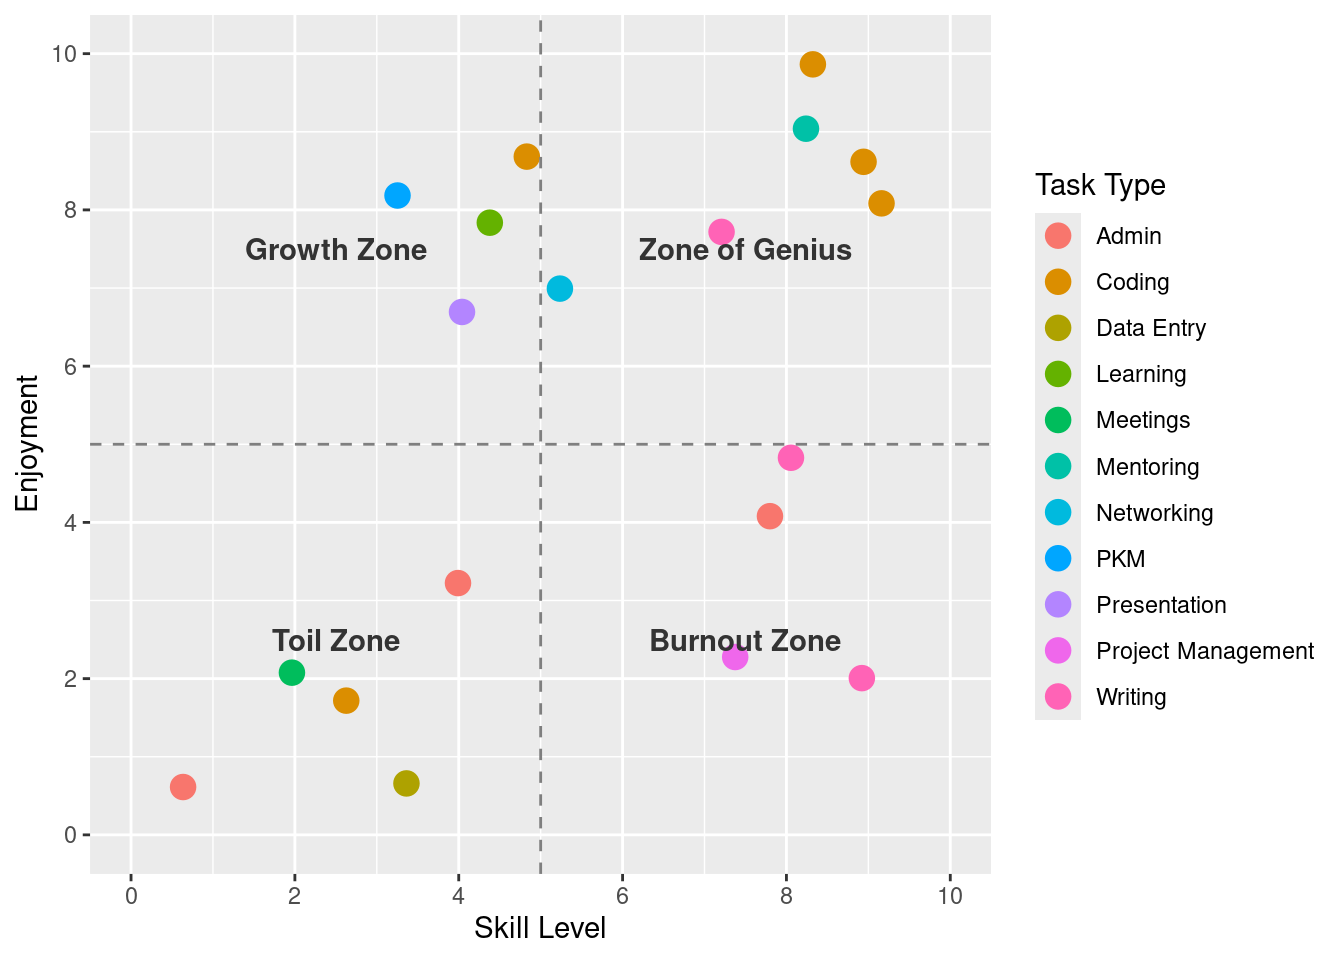 10
8
6
4
2
0
Enjoyment
Growth Zone
Zone of Genius
Toil Zone
Burnout Zone
0 2 4 6 8 10
Skill Level
Task Type
Admin
Coding
Data Entry
Learning
Meetings
Mentoring
Networking
PKM
Presentation
Project Management
Writing